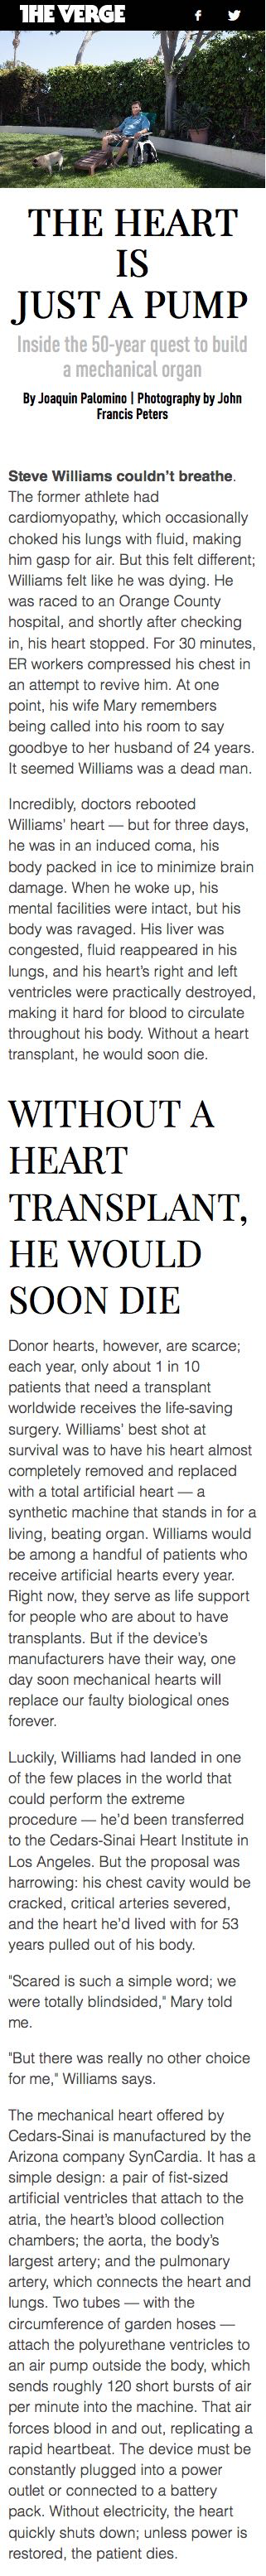 THE VERGE
THE HEART
IS
JUST A PUMP
Inside the 50-year quest to build
a mechanical organ
By Joaquin Palomino | Photography by John
Francis Peters
Steve Williams couldn’t breathe.
The former athlete had
cardiomyopathy, which occasionally
choked his lungs with fluid, making
him gasp for air. But this felt different;
Williams felt like he was dying. He
was raced to an Orange County
hospital, and shortly after checking
in, his heart stopped. For 30 minutes,
ER workers compressed his chest in
an attempt to revive him. At one
point, his wife Mary remembers
being called into his room to say
goodbye to her husband of 24 years.
It seemed Williams was a dead man.
Incredibly, doctors rebooted
Williams’ heart — but for three days,
he was in an induced coma, his
body packed in ice to minimize brain
damage. When he woke up, his
mental facilities were intact, but his
body was ravaged. His liver was
congested, fluid reappeared in his
lungs, and his heart’s right and left
ventricles were practically destroyed,
making it hard for blood to circulate
throughout his body. Without a heart
transplant, he would soon die.
WITHOUT A
HEART
TRANSPLANT,
HE WOULD
SOON DIE
Donor hearts, however, are scarce;
each year, only about 1 in 10
patients that need a transplant
worldwide receives the life-saving
surgery. Williams’ best shot at
survival was to have his heart almost
completely removed and replaced
with a total artificial heart — a
synthetic machine that stands in for a
living, beating organ. Williams would
be among a handful of patients who
receive artificial hearts every year.
Right now, they serve as life support
for people who are about to have
transplants. But if the device’s
manufacturers have their way, one
day soon mechanical hearts will
replace our faulty biological ones
forever.
Luckily, Williams had landed in one
of the few places in the world that
could perform the extreme
procedure — he’d been transferred
to the Cedars-Sinai Heart Institute in
Los Angeles. But the proposal was
harrowing: his chest cavity would be
cracked, critical arteries severed,
and the heart he’d lived with for 53
years pulled out of his body.
"Scared is such a simple word; we
were totally blindsided," Mary told
me.
"But there was really no other choice
for me," Williams says.
The mechanical heart offered by
Cedars-Sinai is manufactured by the
Arizona company SynCardia. It has a
simple design: a pair of fist-sized
artificial ventricles that attach to the
atria, the heart’s blood collection
chambers; the aorta, the body’s
largest artery; and the pulmonary
artery, which connects the heart and
lungs. Two tubes — with the
circumference of garden hoses —
attach the polyurethane ventricles to
an air pump outside the body, which
sends roughly 120 short bursts of air
per minute into the machine. That air
forces blood in and out, replicating a
rapid heartbeat. The device must be
constantly plugged into a power
outlet or connected to a battery
pack. Without electricity, the heart
quickly shuts down; unless power is
restored, the patient dies.